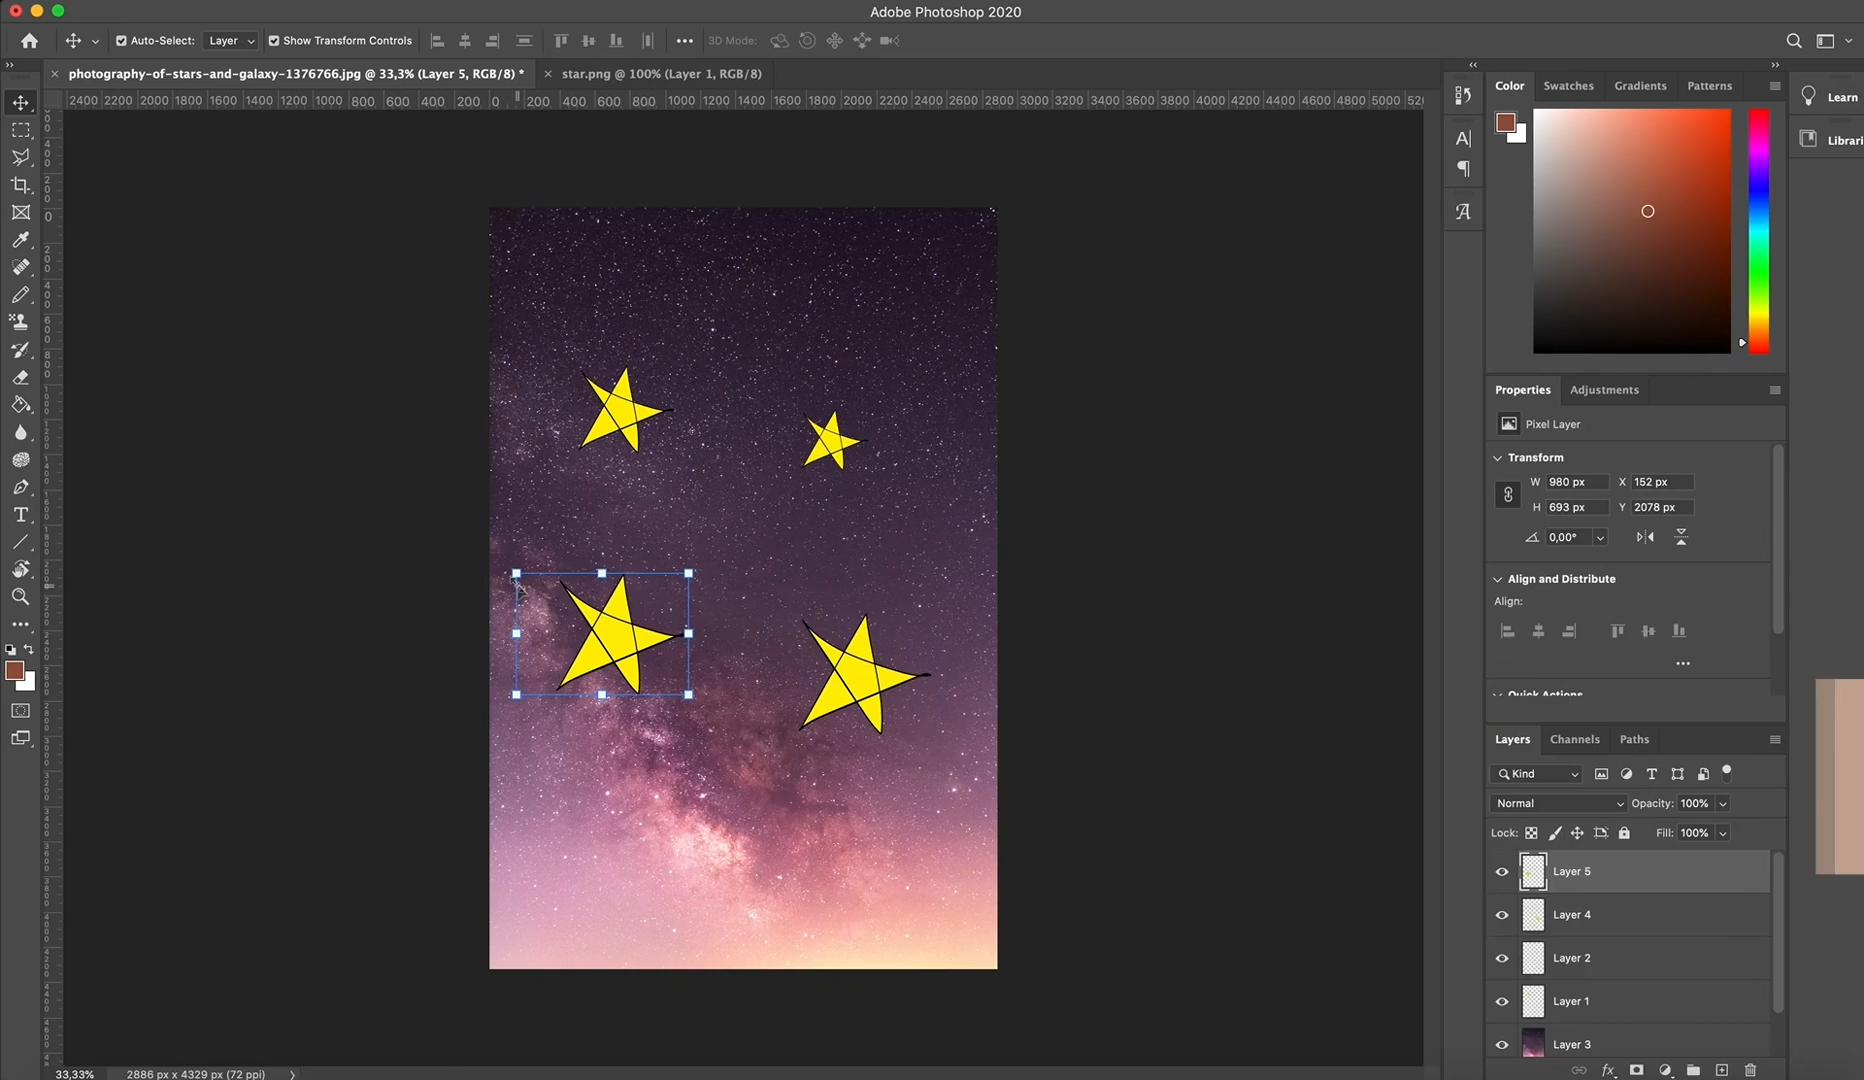 Adobe Photoshop 2020
Auto-Select: Layer Show Transform Controls 3D Mode:
photography-of-stars-and-galaxy-1376766.jpg @ 33,3% (Layer 5, RGB/8) * star.png @ 100% (Layer 1, RGB/8)
2400 2200 2000 1800 1600 1400 1200 1000 800 600 400 200 0 200 400 600 800 1000 1200 1400 1600 1800 2000 2200 2400 2600 2800 3000 3200 3400 3600 3800 4000 4200 4400 4600 4800 5000
Color Swatches Gradients Patterns
Learn
Librari
Properties Adjustments
Pixel Layer
Transform
W 980 px X 152 px
H 693 px Y 2078 px
0,00°
Align and Distribute
Align:
Quick Actions
Layers Channels Paths
Kind
Normal Opacity: 100%
Lock: Fill: 100%
Layer 5
Layer 4
Layer 2
Layer 1
Layer 3
fx
33,33% 2886 px x 4329 px (72 ppi)